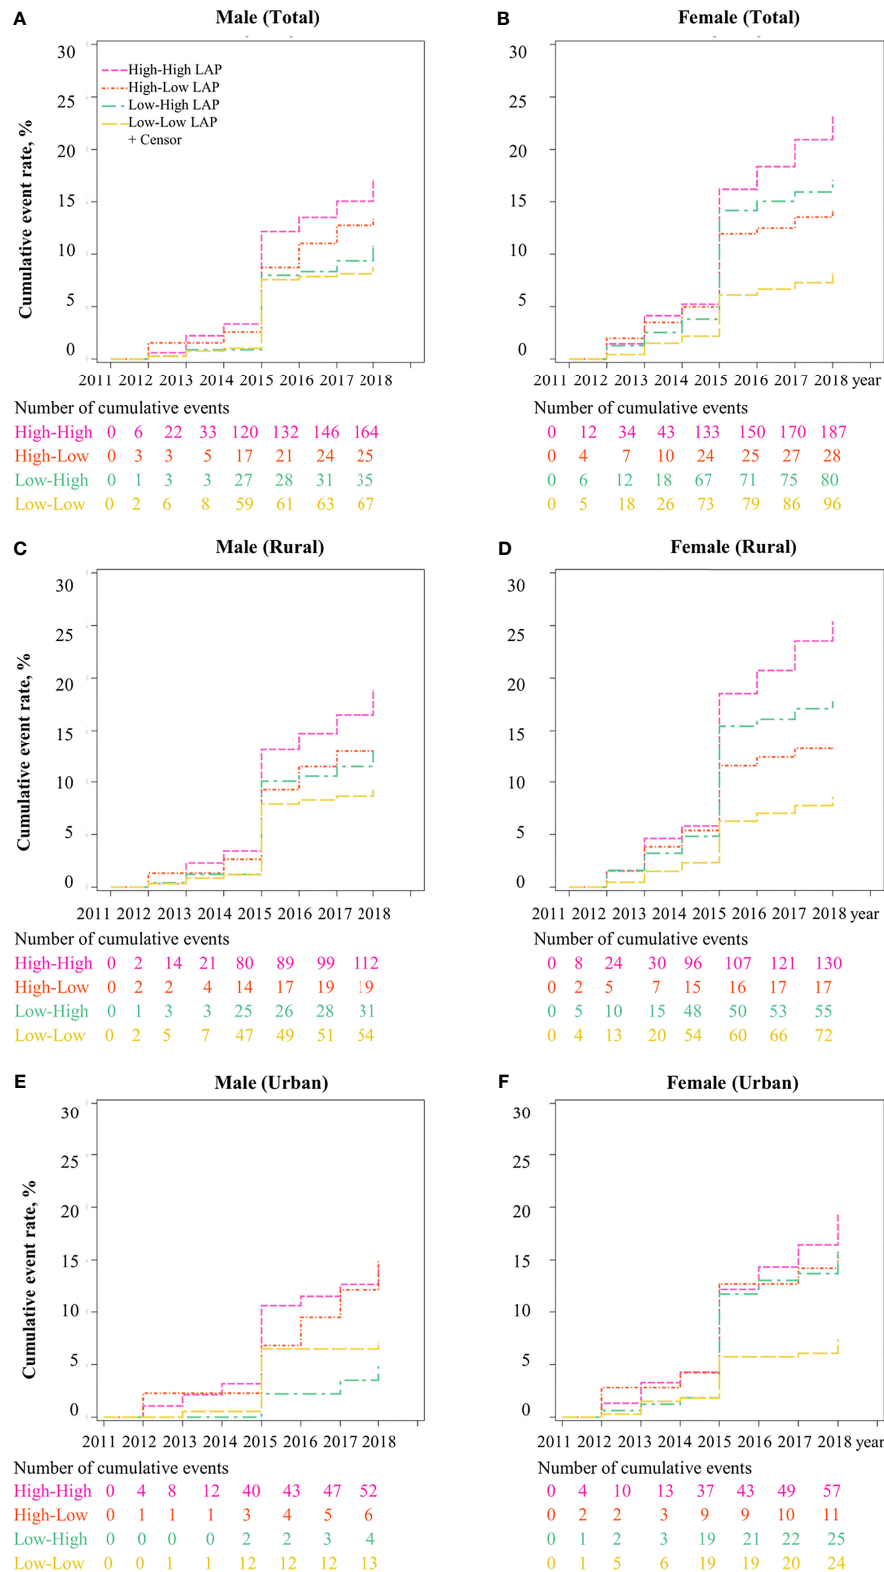 A
Male (Total)
30
25
20
15
10
5
0
Cumulative event rate, %
High-High LAP
High-Low LAP
Low-High LAP
Low-Low LAP
+ Censor
2011 2012 2013 2014 2015 2016 2017 2018
Number of cumulative events
High-High 0 6 22 33 120 132 146 164
High-Low 0 3 3 5 17 21 24 25
Low-High 0 1 3 3 27 28 31 35
Low-Low 0 2 6 8 59 61 63 67
B
Female (Total)
30
25
20
15
10
5
0
2011 2012 2013 2014 2015 2016 2017 2018 year
Number of cumulative events
0 12 34 43 133 150 170 187
0 4 7 10 24 25 27 28
0 6 12 18 67 71 75 80
0 5 18 26 73 79 86 96
C
Male (Rural)
30
25
20
15
10
5
0
Cumulative event rate, %
2011 2012 2013 2014 2015 2016 2017 2018
Number of cumulative events
High-High 0 2 14 21 80 89 99 112
High-Low 0 2 2 4 14 17 19 19
Low-High 0 1 3 3 25 26 28 31
Low-Low 0 2 5 7 47 49 51 54
D
Female (Rural)
30
25
20
15
10
5
0
2011 2012 2013 2014 2015 2016 2017 2018 year
Number of cumulative events
0 8 24 30 96 107 121 130
0 2 5 7 15 16 17 17
0 5 10 15 48 50 53 55
0 4 13 20 54 60 66 72
E
Male (Urban)
30
25
20
15
10
5
0
Cumulative event rate, %
2011 2012 2013 2014 2015 2016 2017 2018
Number of cumulative events
High-High 0 4 8 12 40 43 47 52
High-Low 0 1 1 1 3 4 5 6
Low-High 0 0 0 0 2 2 3 4
Low-Low 0 0 1 1 12 12 12 13
F
Female (Urban)
30
25
20
15
10
5
0
2011 2012 2013 2014 2015 2016 2017 2018 year
Number of cumulative events
0 4 10 13 37 43 49 57
0 2 2 3 9 9 10 11
0 1 2 3 19 21 22 25
0 1 5 6 19 19 20 24